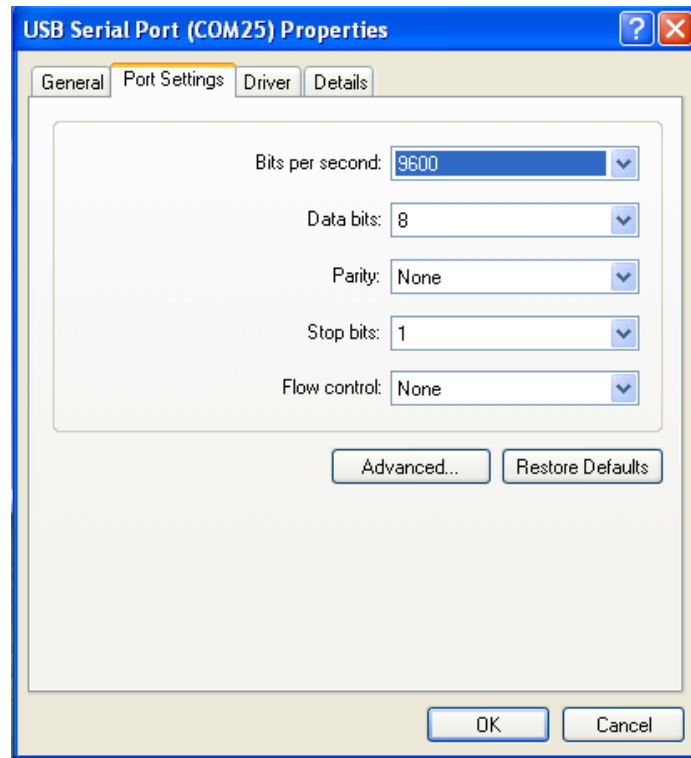 USB Serial Port (COM25) Properties
General Port Settings Driver Details
Bits per second: 9600
Data bits: 8
Parity: None
Stop bits: 1
Flow control: None
Advanced... Restore Defaults
OK Cancel